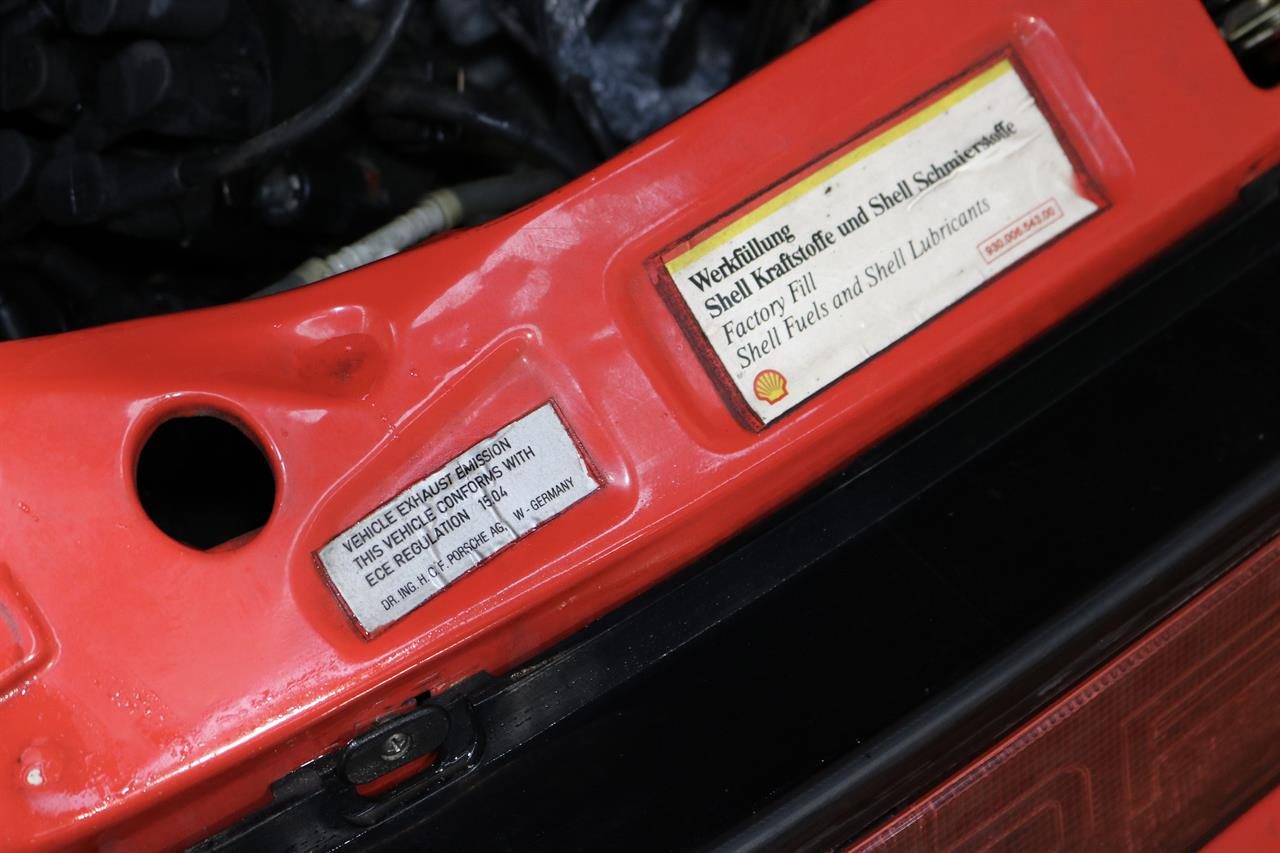 Werkfüllung
Shell Kraftstoffe und Shell Schmierstoffe
Factory Fill
Shell Fuels and Shell Lubricants
930.006.543.00
VEHICLE EXHAUST EMISSION
THIS VEHICLE CONFORMS WITH
ECE REGULATION 15.04
DR. ING. H. C. F. PORSCHE AG, W - GERMANY